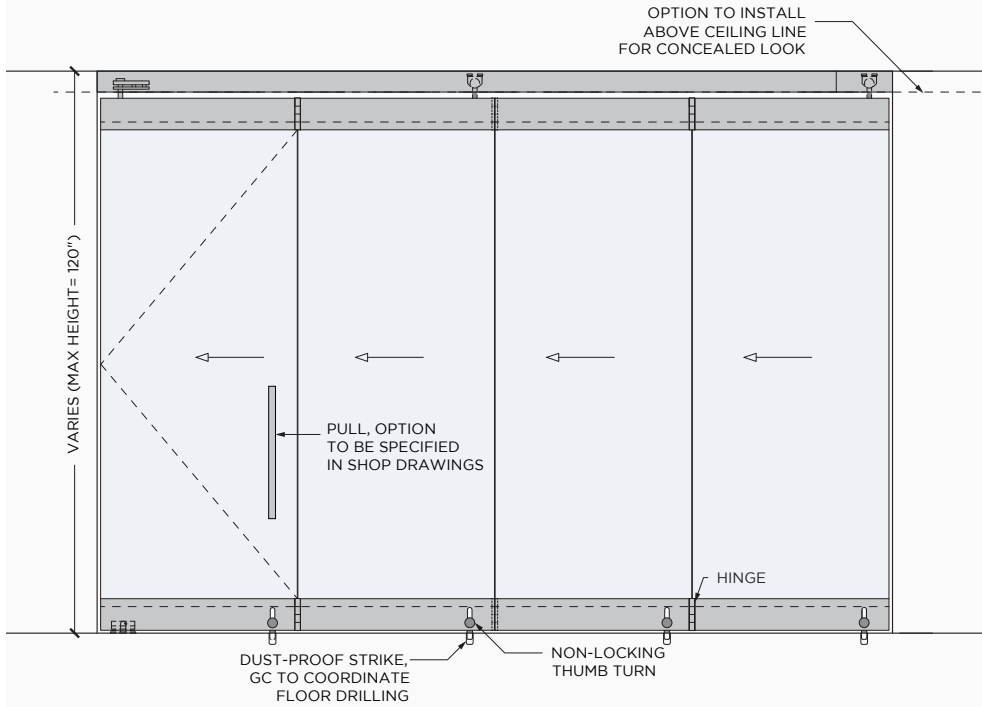 OPTION TO INSTALL
ABOVE CEILING LINE
FOR CONCEALED LOOK
VARIES (MAX HEIGHT= 120")
PULL, OPTION
TO BE SPECIFIED
IN SHOP DRAWINGS
HINGE
DUST-PROOF STRIKE,
GC TO COORDINATE
FLOOR DRILLING
NON-LOCKING
THUMB TURN